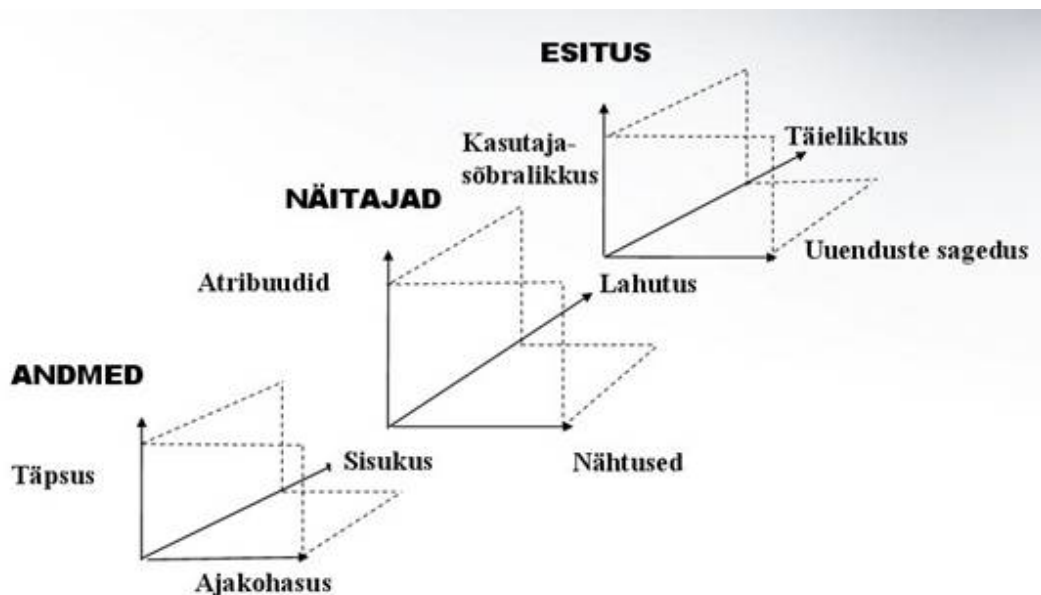 ESITUS
Kasutaja-
sõbralikkus
Täielikkus
Uuenduste sagedus
NÄITAJAD
Atribuudid
Lahutus
Nähtused
ANDMED
Täpsus
Sisukus
Ajakohasus